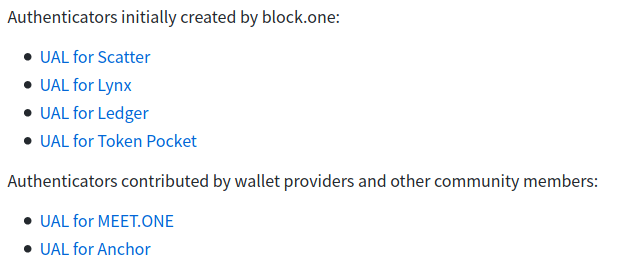 Authenticators initially created by block.one:
UAL for Scatter
UAL for Lynx
UAL for Ledger
UAL for Token Pocket
Authenticators contributed by wallet providers and other community members:
UAL for MEET.ONE
UAL for Anchor